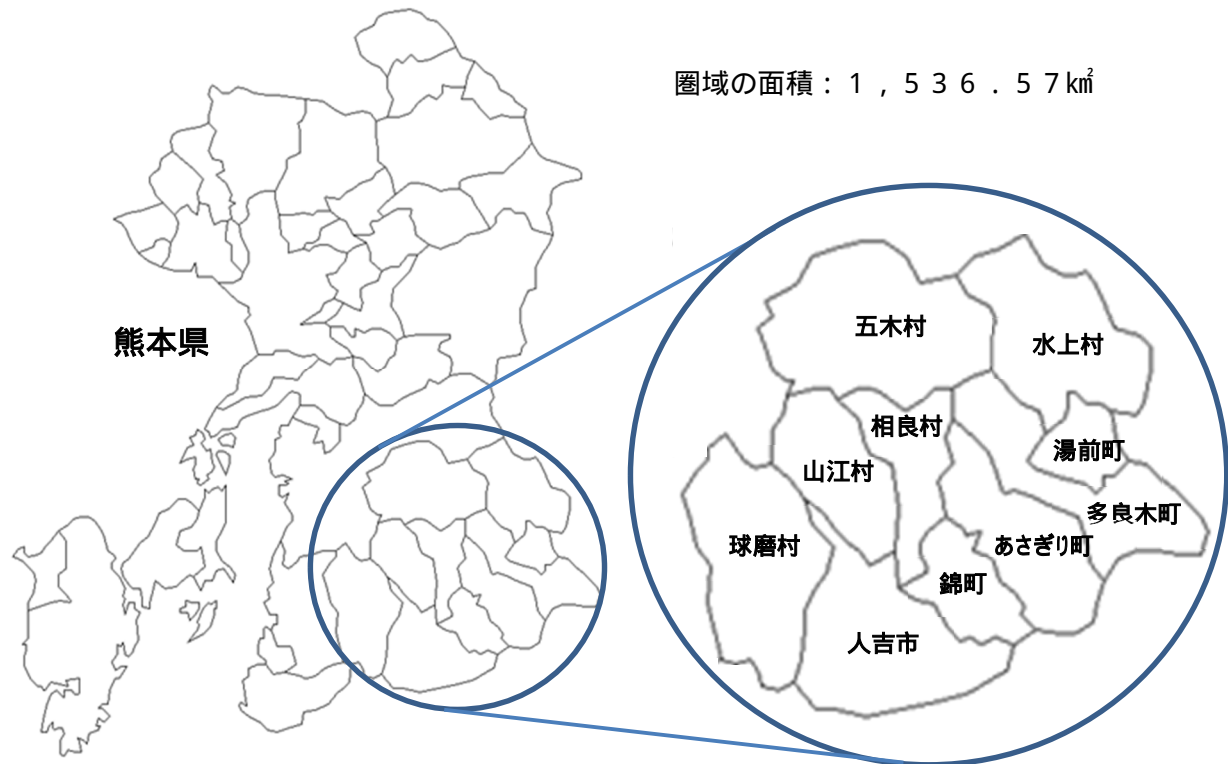 圏域の面積：１，５３６．５７㎢
熊本県
五木村
水上村
相良村
湯前町
山江村
多良木町
球磨村
あさぎり町
錦町
人吉市